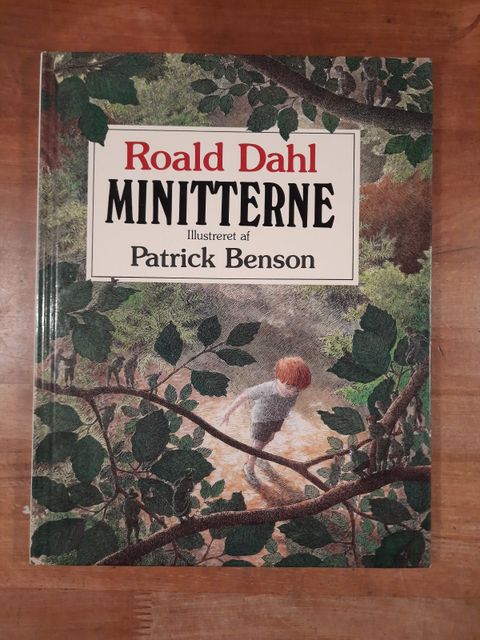 Roald Dahl
MINITTERNE
Illustreret af
Patrick Benson